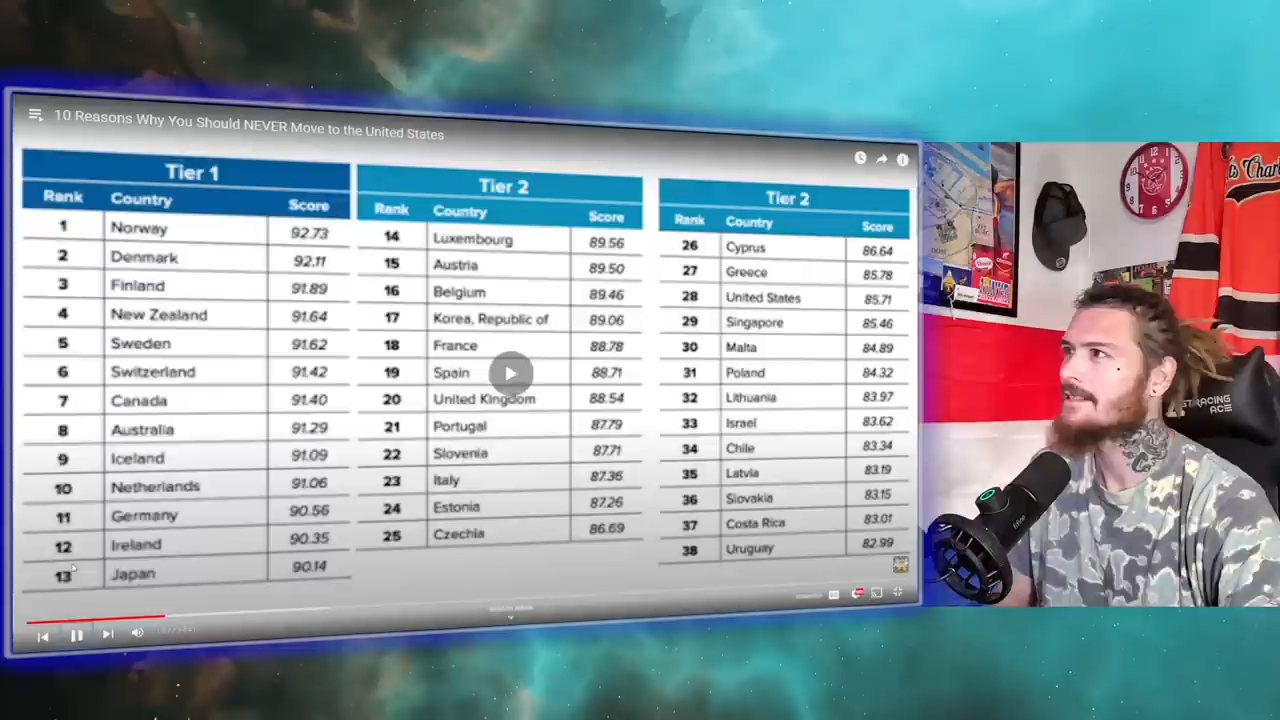 10 Reasons Why You Should NEVER Move to the United States
Tier 1
Rank Country Score
1 Norway 92.73
2 Denmark 92.11
3 Finland 91.89
4 New Zealand 91.64
5 Sweden 91.62
6 Switzerland 91.42
7 Canada 91.40
8 Australia 91.29
9 Iceland 91.09
10 Netherlands 91.06
11 Germany 90.56
12 Ireland 90.35
13 Japan 90.14
Tier 2
Rank Country Score
14 Luxembourg 89.56
15 Austria 89.50
16 Belgium 89.46
17 Korea, Republic of 89.06
18 France 88.78
19 Spain 88.71
20 United Kingdom 88.54
21 Portugal 87.79
22 Slovenia 87.71
23 Italy 87.36
24 Estonia 87.26
25 Czechia 86.69
Tier 2
Rank Country Score
26 Cyprus 86.64
27 Greece 85.78
28 United States 85.71
29 Singapore 85.46
30 Malta 84.89
31 Poland 84.32
32 Lithuania 83.97
33 Israel 83.62
34 Chile 83.34
35 Latvia 83.19
36 Slovakia 83.15
37 Costa Rica 83.01
38 Uruguay 82.99
RACING
ACE